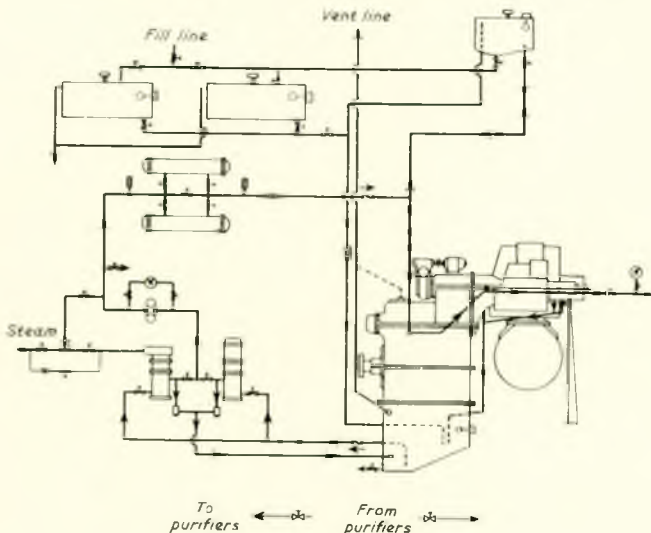 Vent line
Fill line
Steam
To
purifiers
From
purifiers